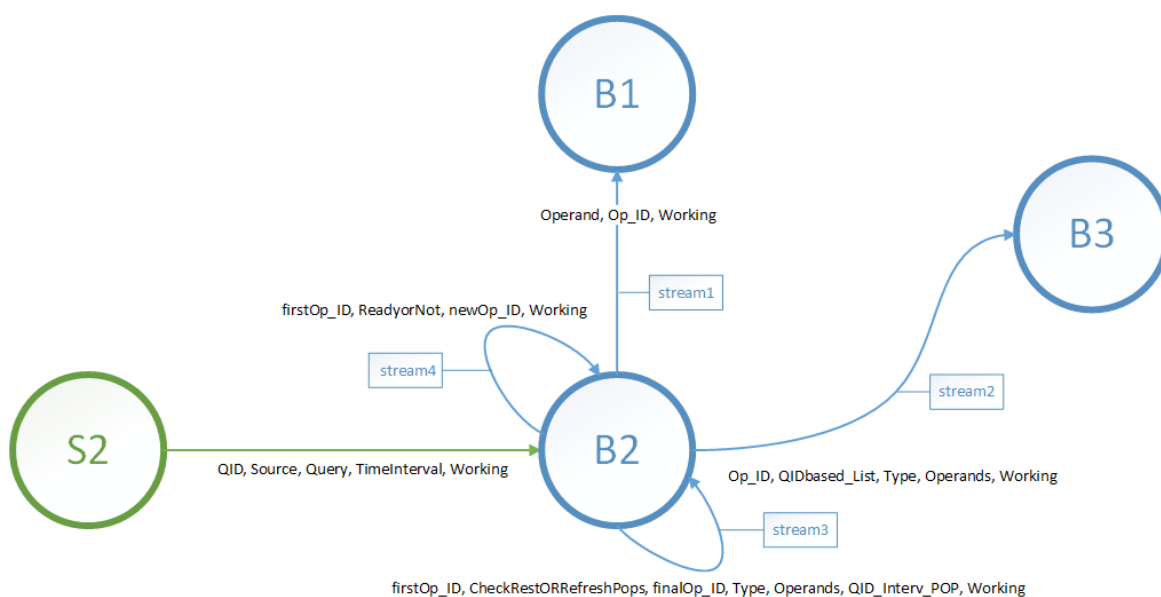 B1
B3
Operand, Op_ID, Working
stream1
firstOp_ID, ReadyorNot, newOp_ID, Working
stream4
stream2
S2
B2
QID, Source, Query, TimeInterval, Working
Op_ID, QIDbased_List, Type, Operands, Working
stream3
firstOp_ID, CheckRestORRefreshPops, finalOp_ID, Type, Operands, QID_Interv_POP, Working